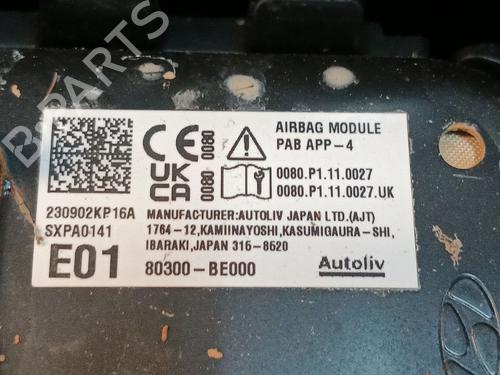 CE 0080
UK CA 0080
AIRBAG MODULE
PAB APP-4
0080.P1.11.0027
0080.P1.11.0027.UK
230902KP16A
SXPA0141
E01
MANUFACTURER:AUTOLIV JAPAN LTD.(AJT)
1764-12,KAMIINAYOSHI,KASUMIGAURA-SHI,
IBARAKI,JAPAN 315-8520
80300-BE000
Autoliv
B-PARTS